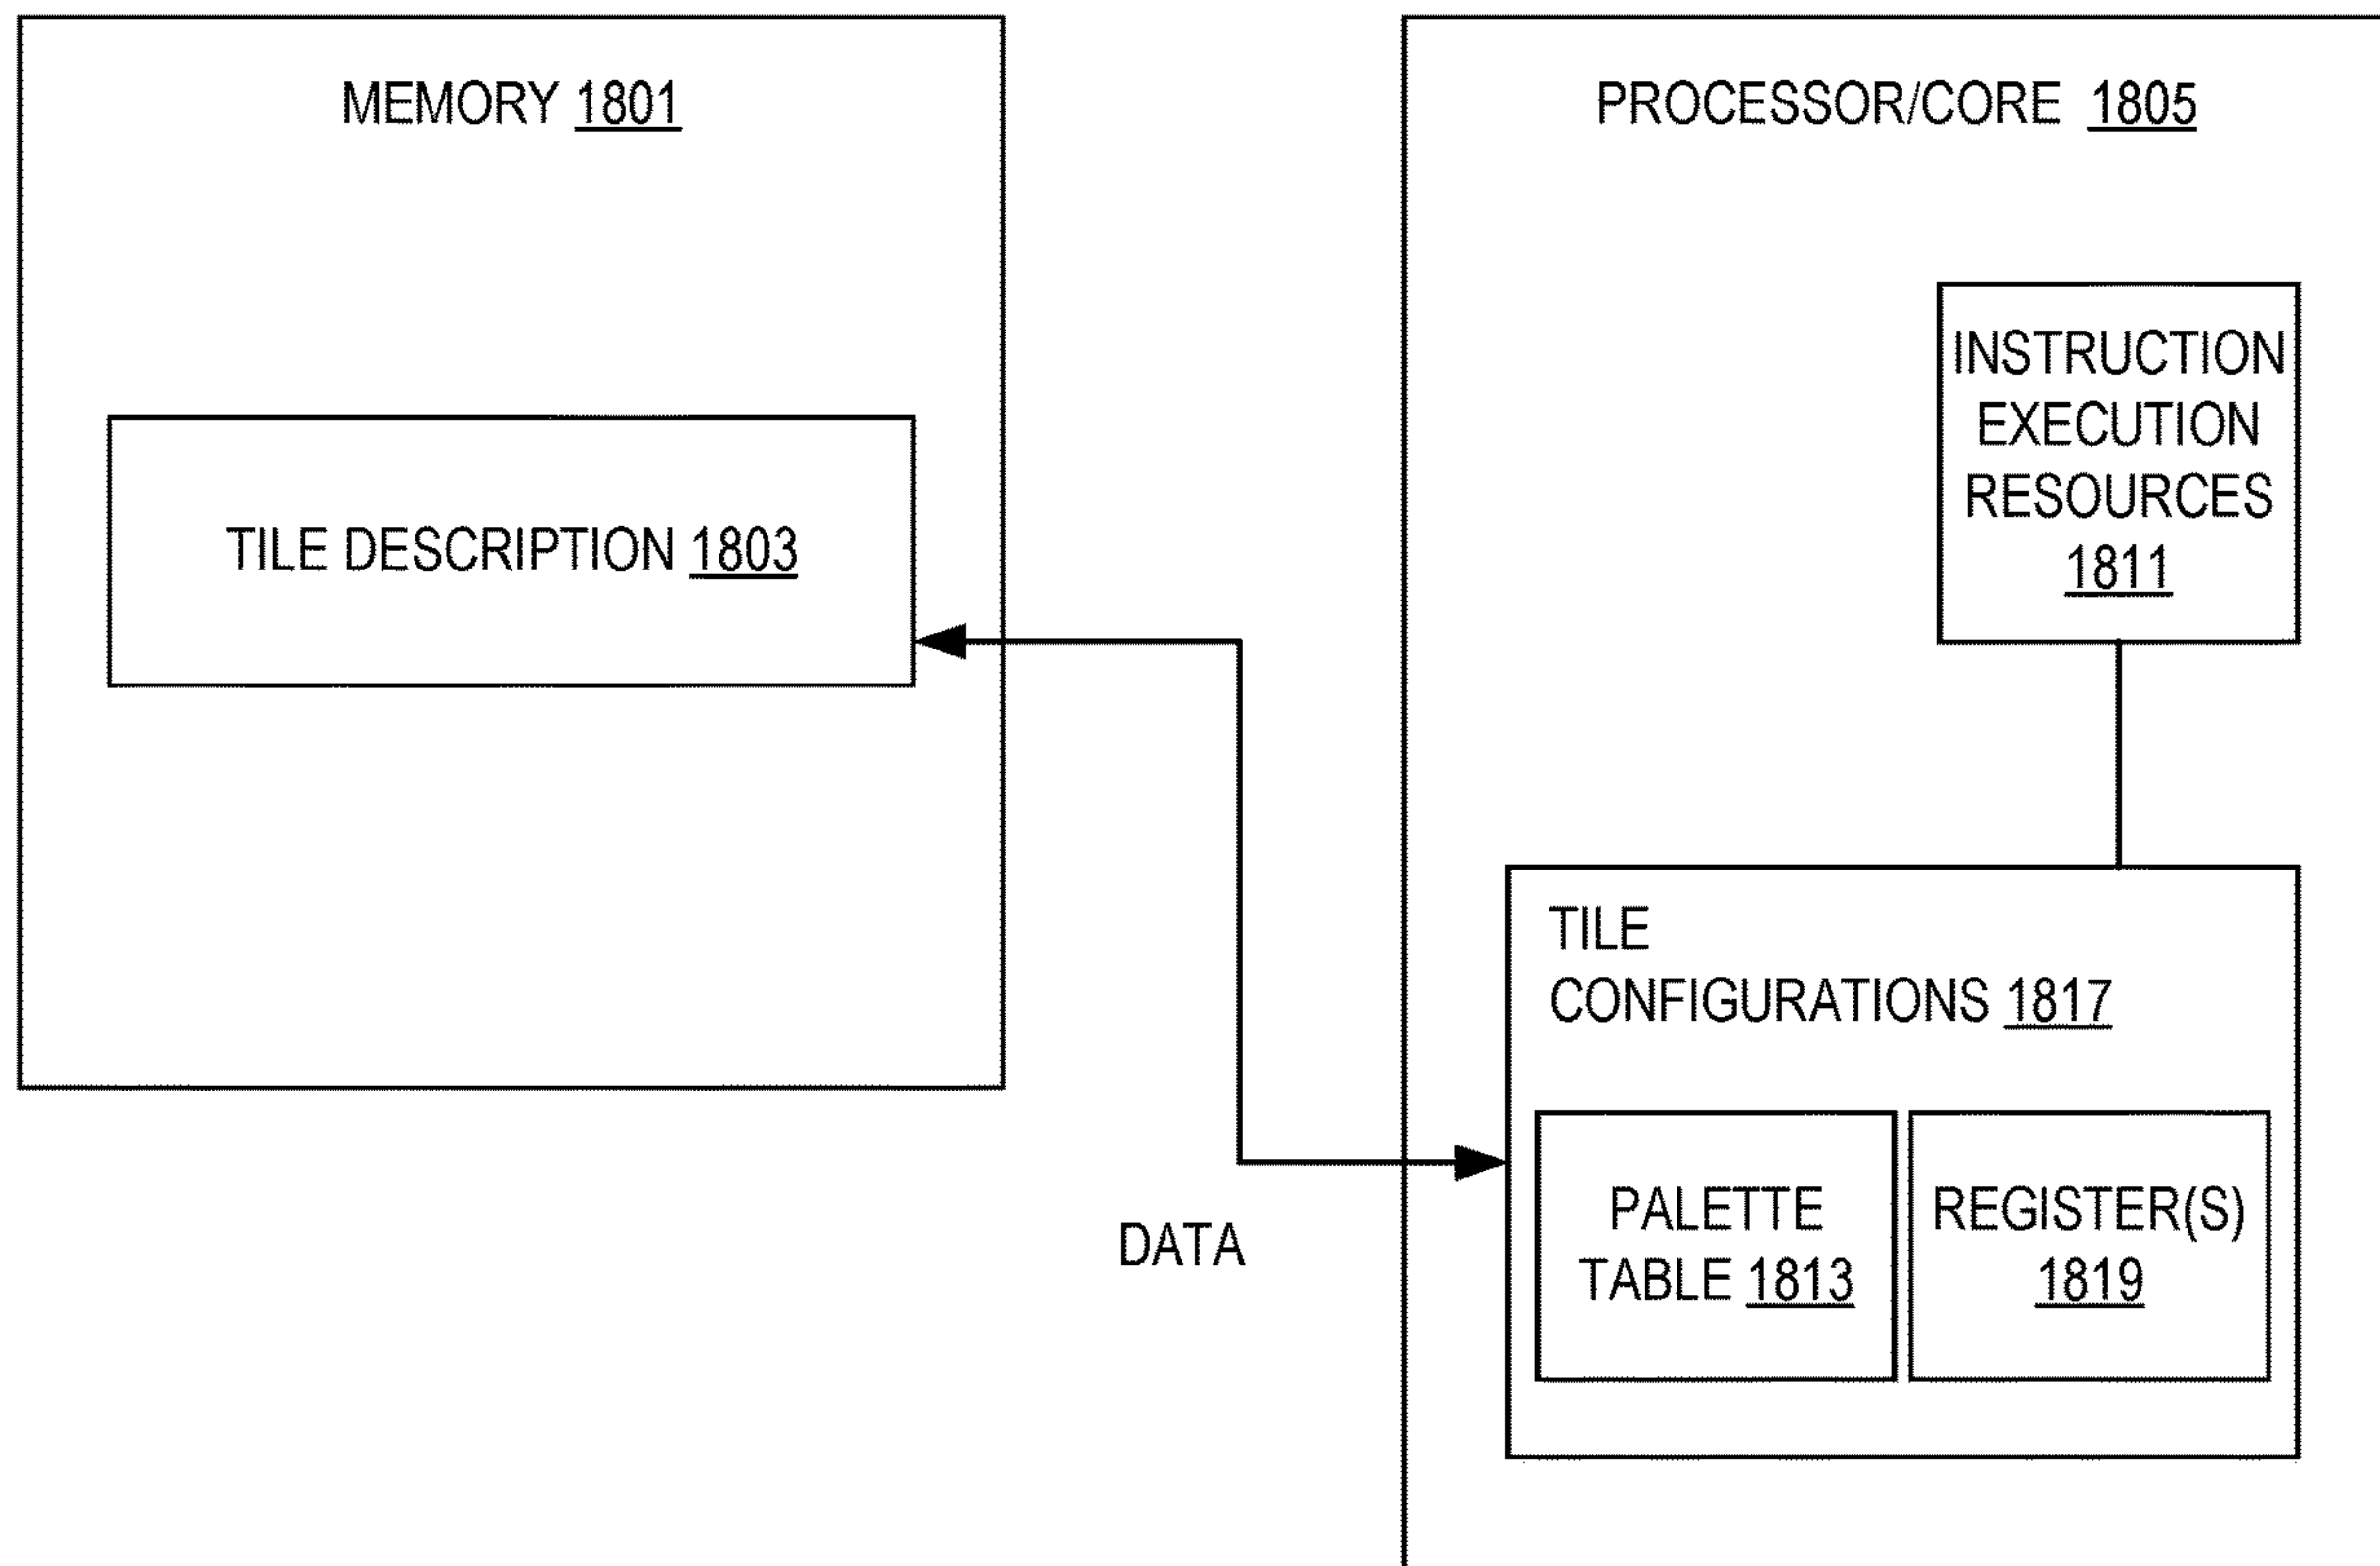 MEMORY 1801
TILE DESCRIPTION 1803
DATA
PROCESSOR/CORE 1805
INSTRUCTION
EXECUTION
RESOURCES
1811
TILE
CONFIGURATIONS 1817
PALETTE
TABLE 1813
REGISTER(S)
1819